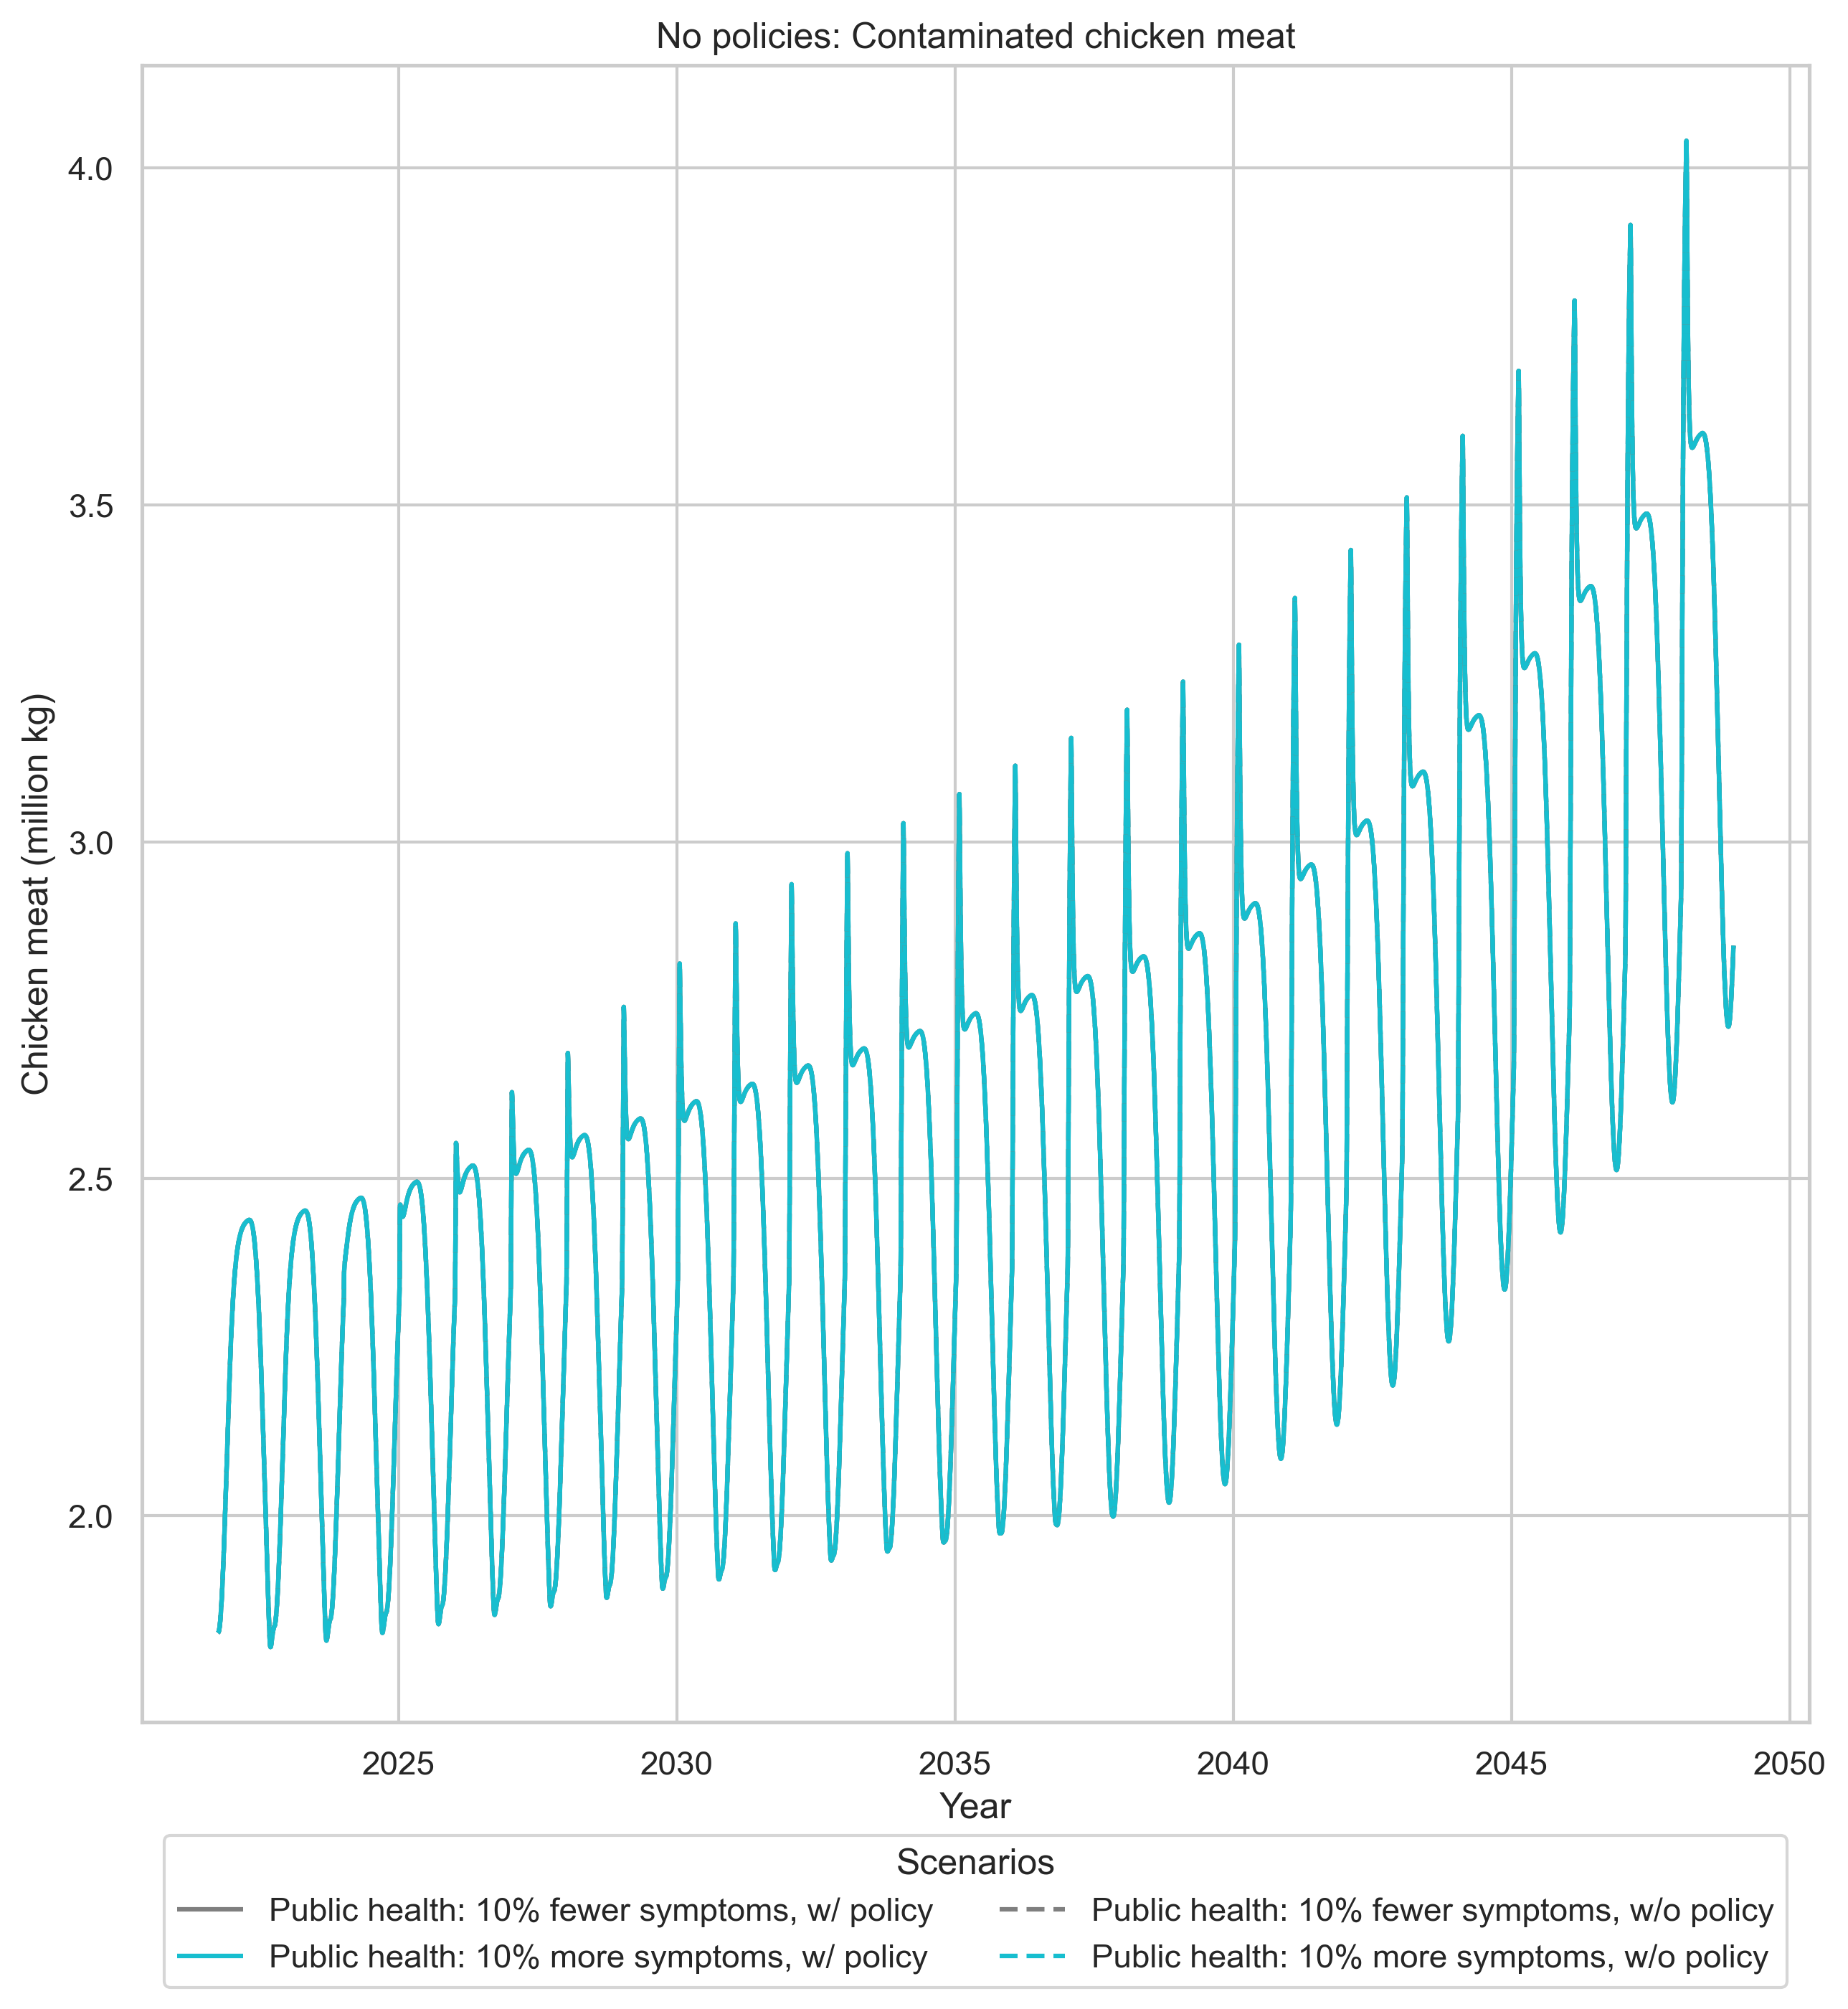 No policies: Contaminated chicken meat
4.0
3.5
3.0
2.5
2.0
Chicken meat (million kg)
2025 2030 2035 2040 2045 2050
Year
Scenarios
Public health: 10% fewer symptoms, w/ policy Public health: 10% fewer symptoms, w/o policy
Public health: 10% more symptoms, w/ policy Public health: 10% more symptoms, w/o policy